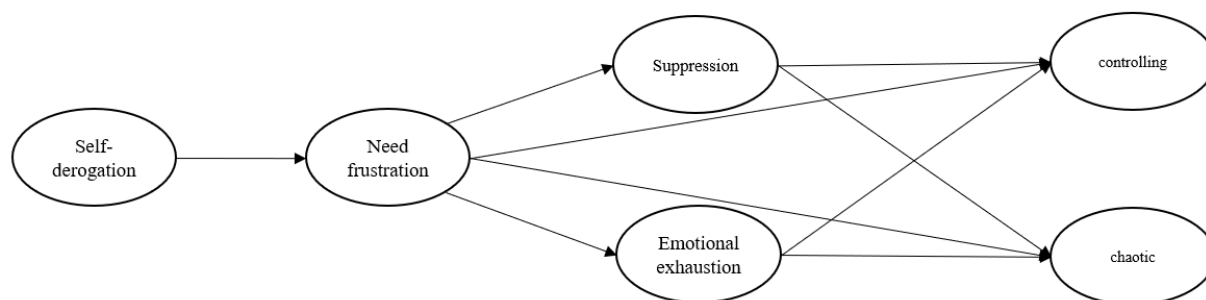 Self-
derogation
Need
frustration
Suppression
Emotional
exhaustion
controlling
chaotic